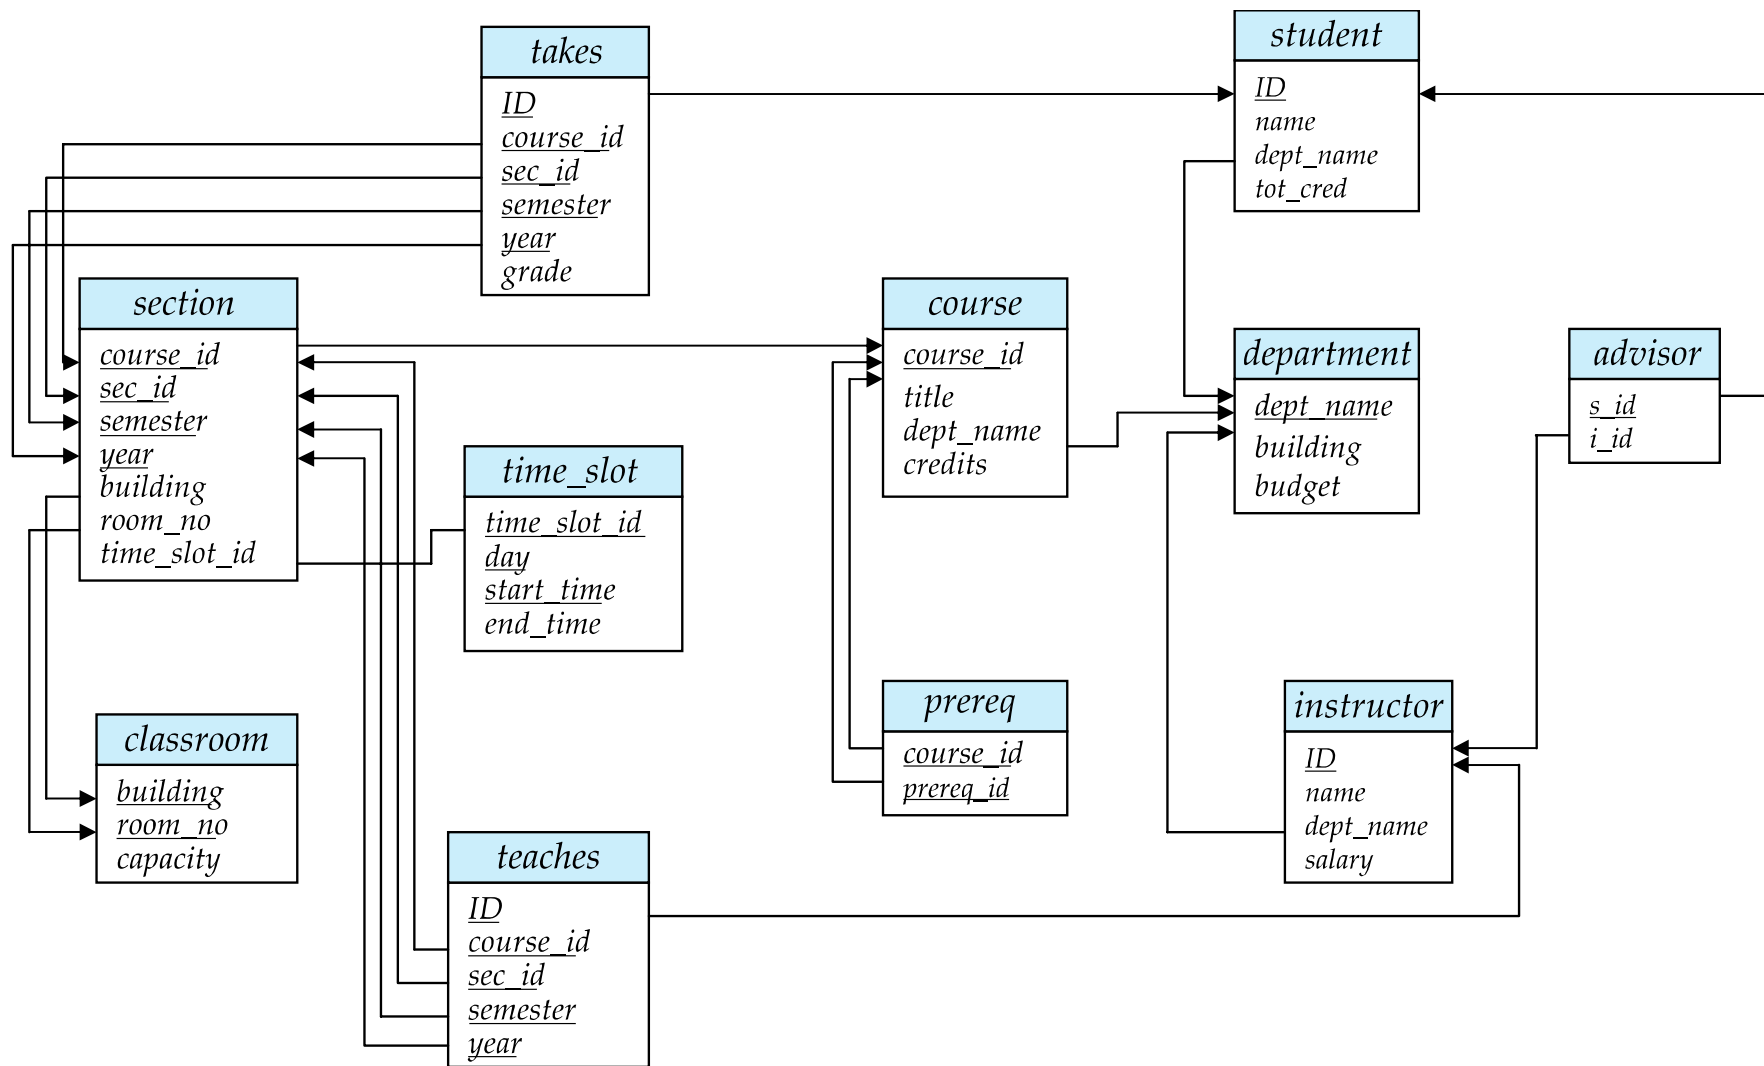 takes
ID
course_id
sec_id
semester
year
grade
student
ID
name
dept_name
tot_cred
section
course_id
sec_id
semester
year
building
room_no
time_slot_id
course
course_id
title
dept_name
credits
department
dept_name
building
budget
advisor
s_id
i_id
time_slot
time_slot_id
day
start_time
end_time
prereq
course_id
prereq_id
instructor
ID
name
dept_name
salary
classroom
building
room_no
capacity
teaches
ID
course_id
sec_id
semester
year